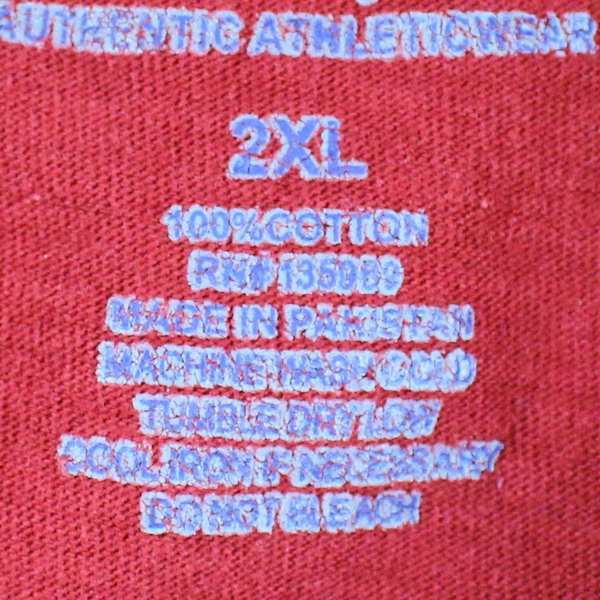 AUTHENTIC ATHLETICWEAR
2XL
100% COTTON
RN# 135969
MADE IN PAKISTAN
MACHINE WASH COLD
TUMBLE DRY LOW
COOL IRON IF NECESSARY
DO NOT BLEACH